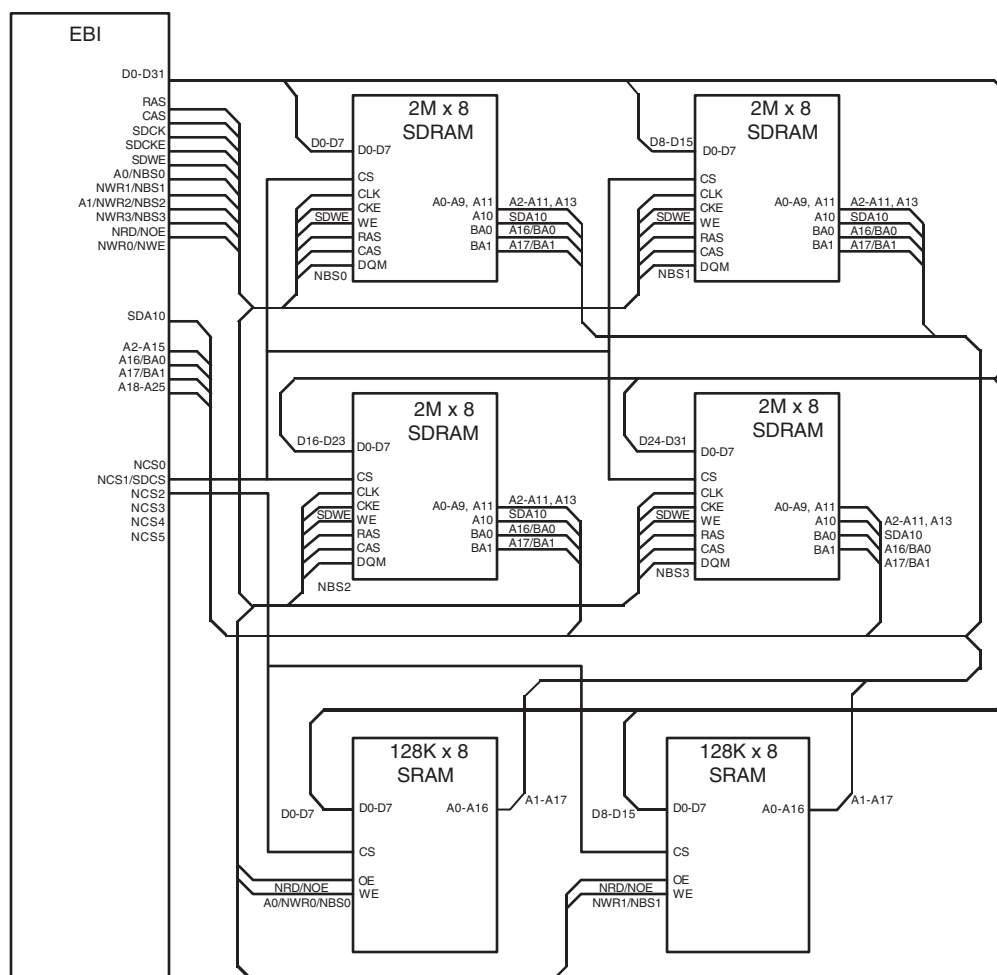 EBI
D0-D31
RAS
CAS
SDCK
SDCKE
SDWE
A0/NBS0
NWR1/NBS1
A1/NWR2/NBS2
NWR3/NBS3
NRD/NOE
NWR0/NWE
SDA10
A2-A15
A16/BA0
A17/BA1
A18-A25
NCS0
NCS1/SDCS
NCS2
NCS3
NCS4
NCS5
2M x 8
SDRAM
D0-D7
D0-D7
CS
CLK
CKE
SDWE
WE
RAS
CAS
DQM
NBS0
A0-A9, A11
A10
BA0
BA1
A2-A11, A13
SDA10
A16/BA0
A17/BA1
2M x 8
SDRAM
D8-D15
D0-D7
CS
CLK
CKE
SDWE
WE
RAS
CAS
DQM
NBS1
A0-A9, A11
A10
BA0
BA1
A2-A11, A13
SDA10
A16/BA0
A17/BA1
2M x 8
SDRAM
D16-D23
D0-D7
CS
CLK
CKE
SDWE
WE
RAS
CAS
DQM
NBS2
A0-A9, A11
A10
BA0
BA1
A2-A11, A13
SDA10
A16/BA0
A17/BA1
2M x 8
SDRAM
D24-D31
D0-D7
CS
CLK
CKE
SDWE
WE
RAS
CAS
DQM
NBS3
A0-A9, A11
A10
BA0
BA1
A2-A11, A13
SDA10
A16/BA0
A17/BA1
128K x 8
SRAM
D0-D7
D0-D7
A0-A16
A1-A17
CS
OE
NRD/NOE
WE
A0/NWR0/NBS0
128K x 8
SRAM
D8-D15
D0-D7
A0-A16
A1-A17
CS
OE
NRD/NOE
WE
NWR1/NBS1